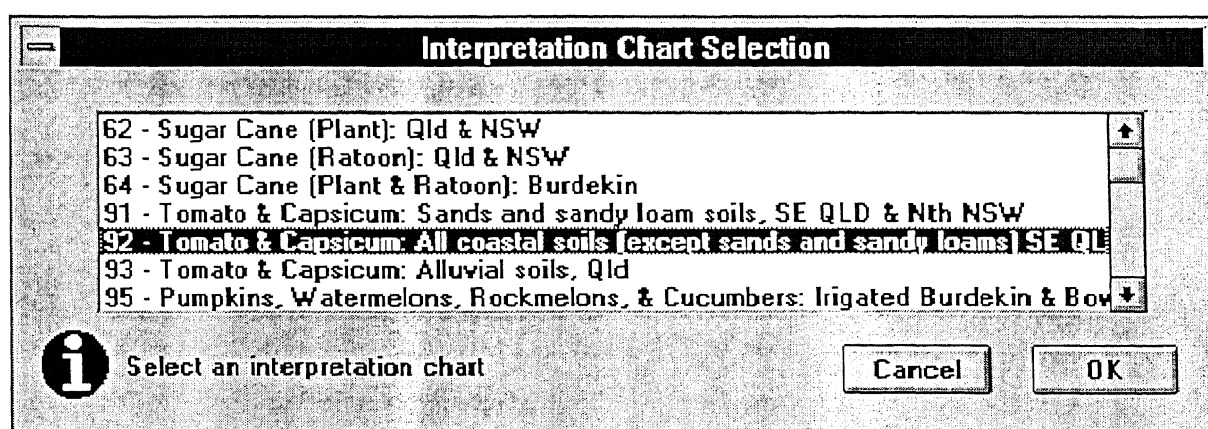 Interpretation Chart Selection
62 - Sugar Cane (Plant): Qld & NSW
63 - Sugar Cane (Ratoon): Qld & NSW
64 - Sugar Cane (Plant & Ratoon): Burdekin
91 - Tomato & Capsicum: Sands and sandy loam soils, SE QLD & Nth NSW
92 - Tomato & Capsicum: All coastal soils (except sands and sandy loams) SE QL
93 - Tomato & Capsicum: Alluvial soils, Qld
95 - Pumpkins, Watermelons, Rockmelons, & Cucumbers: Irigated Burdekin & Bow
Select an interpretation chart
Cancel OK